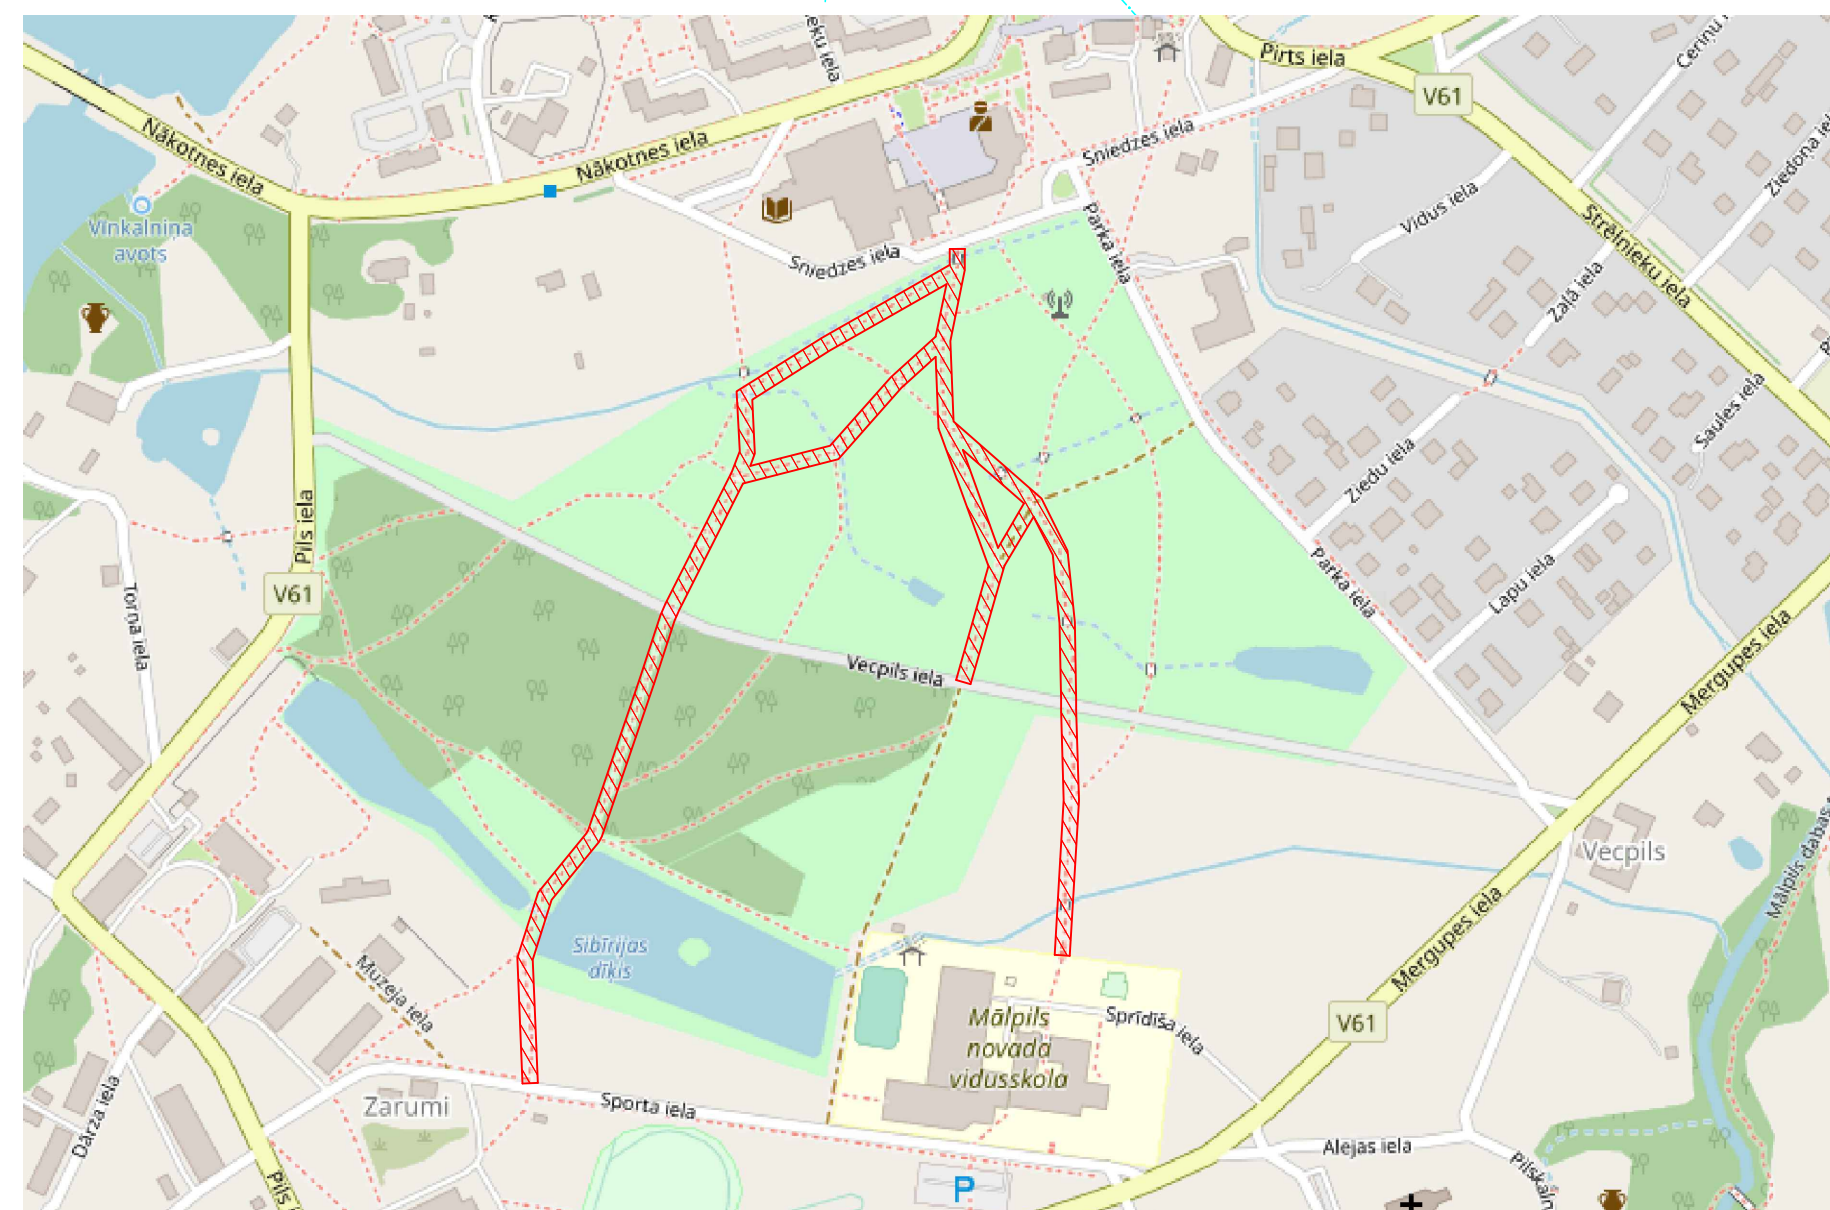 Pirts iela
V61
Nākotnes iela
Nākotnes iela
Sniedzes iela
Vidus iela
Strēlnieku iela
Vinkalniņa
avots
Sniedzes iela
Parka iela
Zaļā iela
Saules iela
Ziedu iela
Pils iela
V61
Parka iela
Lapu iela
Torņa iela
Vecpils iela
Mergupes iela
Vecpils
Sibīrijas
dīķis
Muzeja iela
Mergupes iela
Mālpils
novada
vidusskola
Sprīdīša iela
V61
Dārza iela
Zarumi
Sporta iela
Alejas iela
P